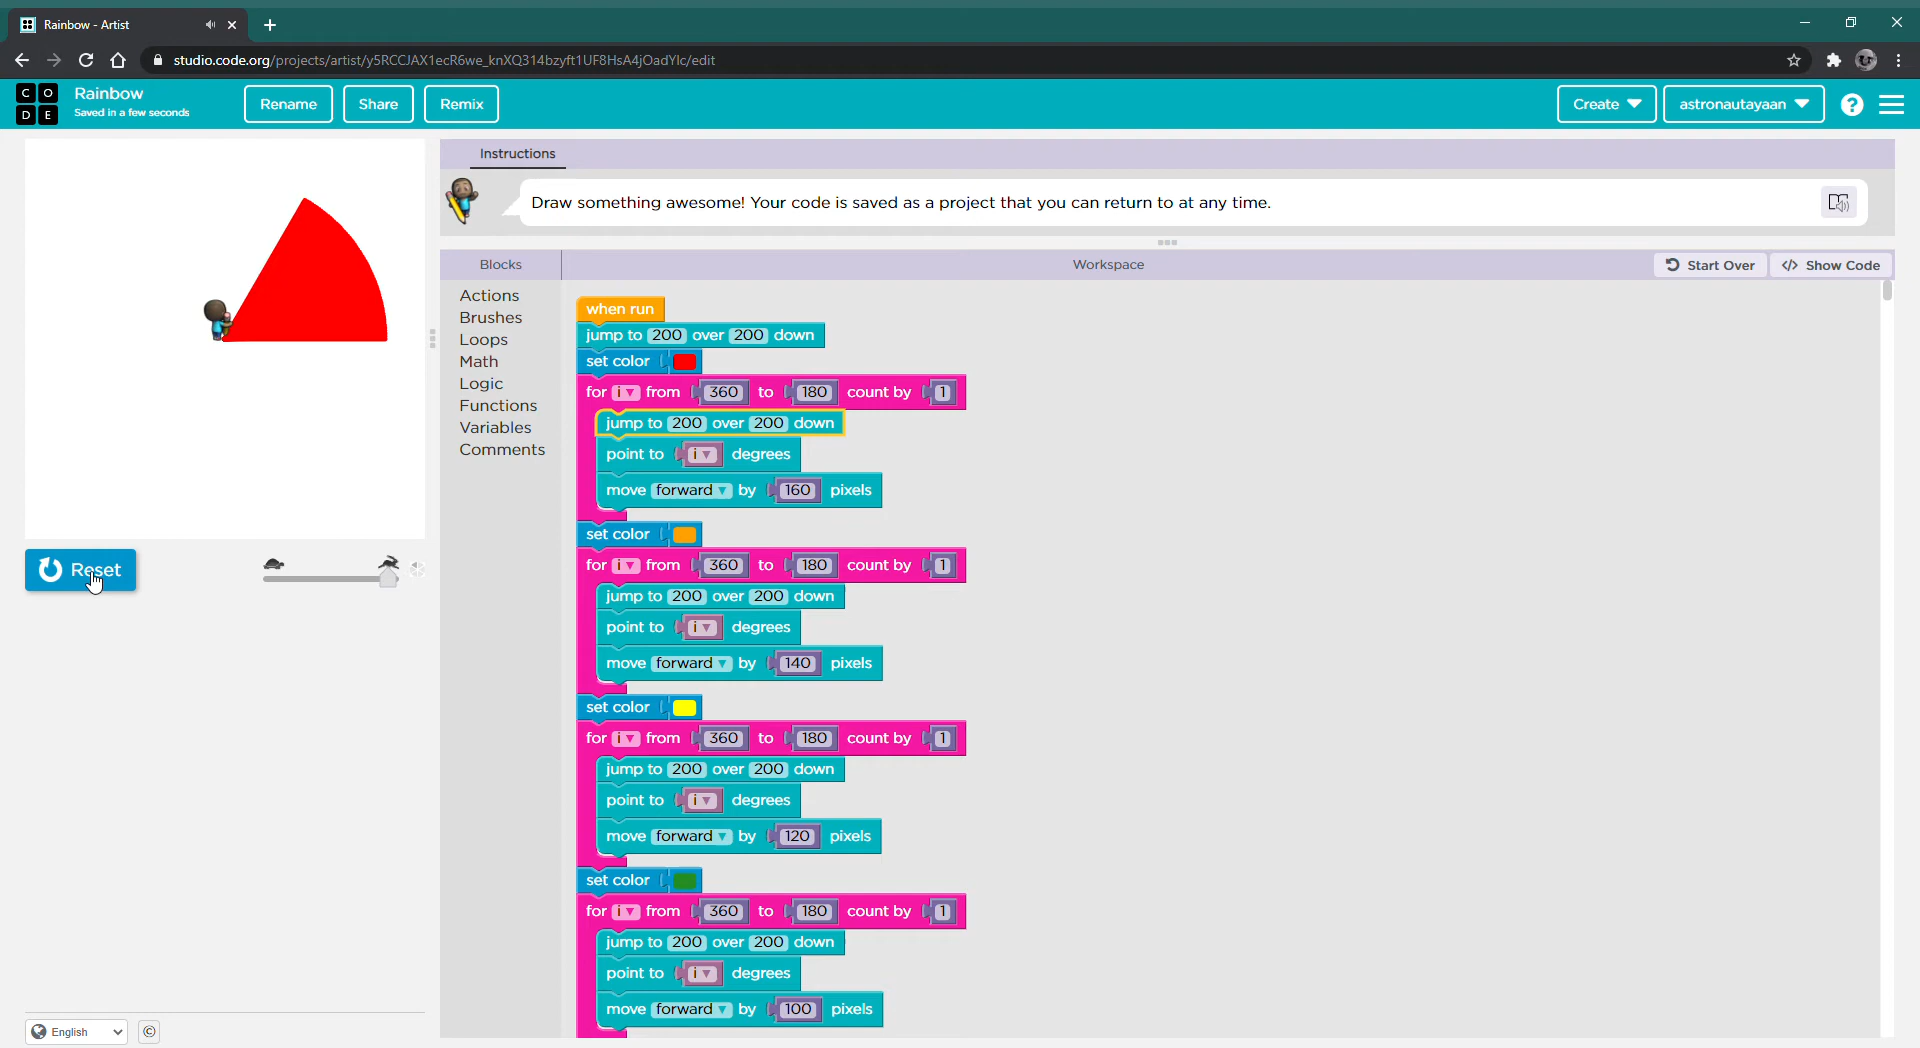 Rainbow - Artist
studio.code.org/projects/artist/y5RCCJAX1ecR6we_knXQ314bzyft1UF8HsA4jOadYlc/edit
C O
D E
Rainbow
Saved in a few seconds
Rename
Share
Remix
Create
astronautayaan
?
Instructions
Draw something awesome! Your code is saved as a project that you can return to at any time.
Blocks
Workspace
Start Over
</> Show Code
Actions
Brushes
Loops
Math
Logic
Functions
Variables
Comments
when run
jump to 200 over 200 down
set color
for i from 360 to 180 count by 1
jump to 200 over 200 down
point to i degrees
move forward by 160 pixels
set color
for i from 360 to 180 count by 1
jump to 200 over 200 down
point to i degrees
move forward by 140 pixels
set color
for i from 360 to 180 count by 1
jump to 200 over 200 down
point to i degrees
move forward by 120 pixels
set color
for i from 360 to 180 count by 1
jump to 200 over 200 down
point to i degrees
move forward by 100 pixels
Reset
English
©